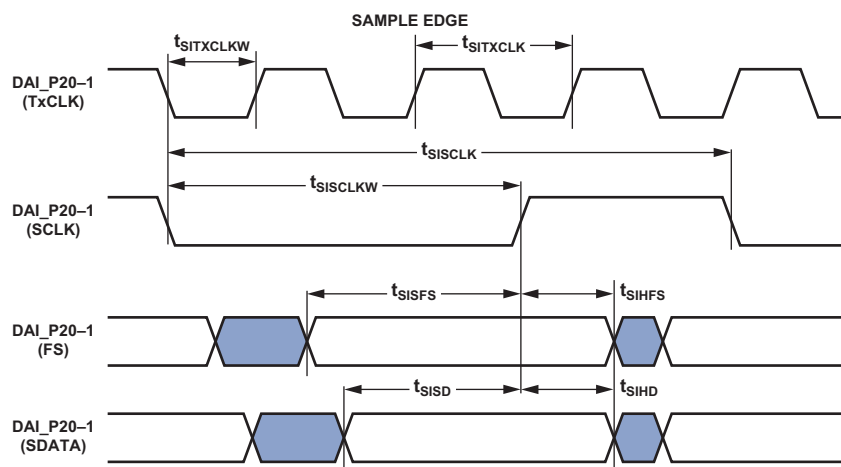 SAMPLE EDGE
tSITXCLKW
tSITXCLK
DAI_P20–1
(TxCLK)
tSISCLK
tSISCLKW
DAI_P20–1
(SCLK)
tSISFS
tSIHFS
DAI_P20–1
(FS)
tSISD
tSIHD
DAI_P20–1
(SDATA)